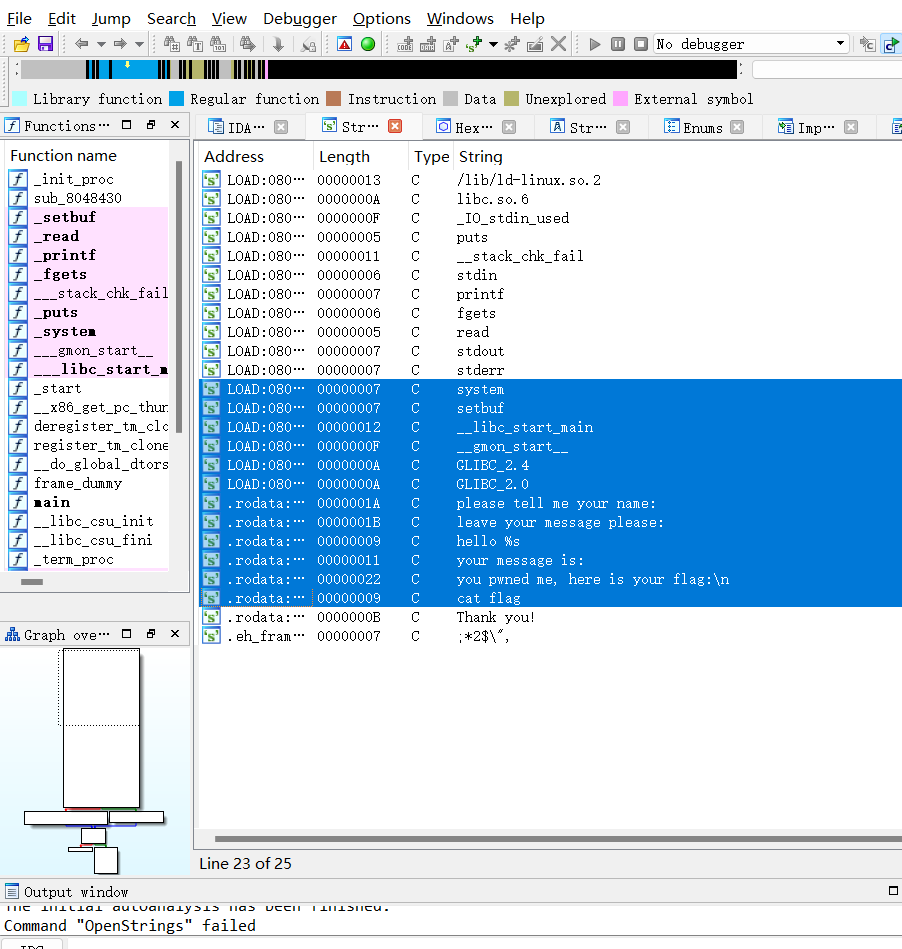 File Edit Jump Search View Debugger Options Windows Help
No debugger
Library function Regular function Instruction Data Unexplored External symbol
Functions… IDA… Str… Hex… Str… Enums Imp…
Function name
_init_proc
sub_8048430
_setbuf
_read
_printf
_fgets
___stack_chk_fail
_puts
_system
___gmon_start__
___libc_start_m
_start
__x86_get_pc_thun
deregister_tm_clo
register_tm_clone
__do_global_dtors
frame_dummy
main
__libc_csu_init
__libc_csu_fini
_term_proc
Graph ove…
Address Length Type String
LOAD:080… 00000013 C /lib/ld-linux.so.2
LOAD:080… 0000000A C libc.so.6
LOAD:080… 0000000F C _IO_stdin_used
LOAD:080… 00000005 C puts
LOAD:080… 00000011 C __stack_chk_fail
LOAD:080… 00000006 C stdin
LOAD:080… 00000007 C printf
LOAD:080… 00000006 C fgets
LOAD:080… 00000005 C read
LOAD:080… 00000007 C stdout
LOAD:080… 00000007 C stderr
LOAD:080… 00000007 C system
LOAD:080… 00000007 C setbuf
LOAD:080… 00000012 C __libc_start_main
LOAD:080… 0000000F C __gmon_start__
LOAD:080… 0000000A C GLIBC_2.4
LOAD:080… 0000000A C GLIBC_2.0
.rodata:… 0000001A C please tell me your name:
.rodata:… 0000001B C leave your message please:
.rodata:… 00000009 C hello %s
.rodata:… 00000011 C your message is:
.rodata:… 00000022 C you pwned me, here is your flag:\n
.rodata:… 00000009 C cat flag
.rodata:… 0000000B C Thank you!
.eh_fram… 00000007 C ;*2$\",
Line 23 of 25
Output window
The initial autoanalysis has been finished.
Command "OpenStrings" failed
IDC